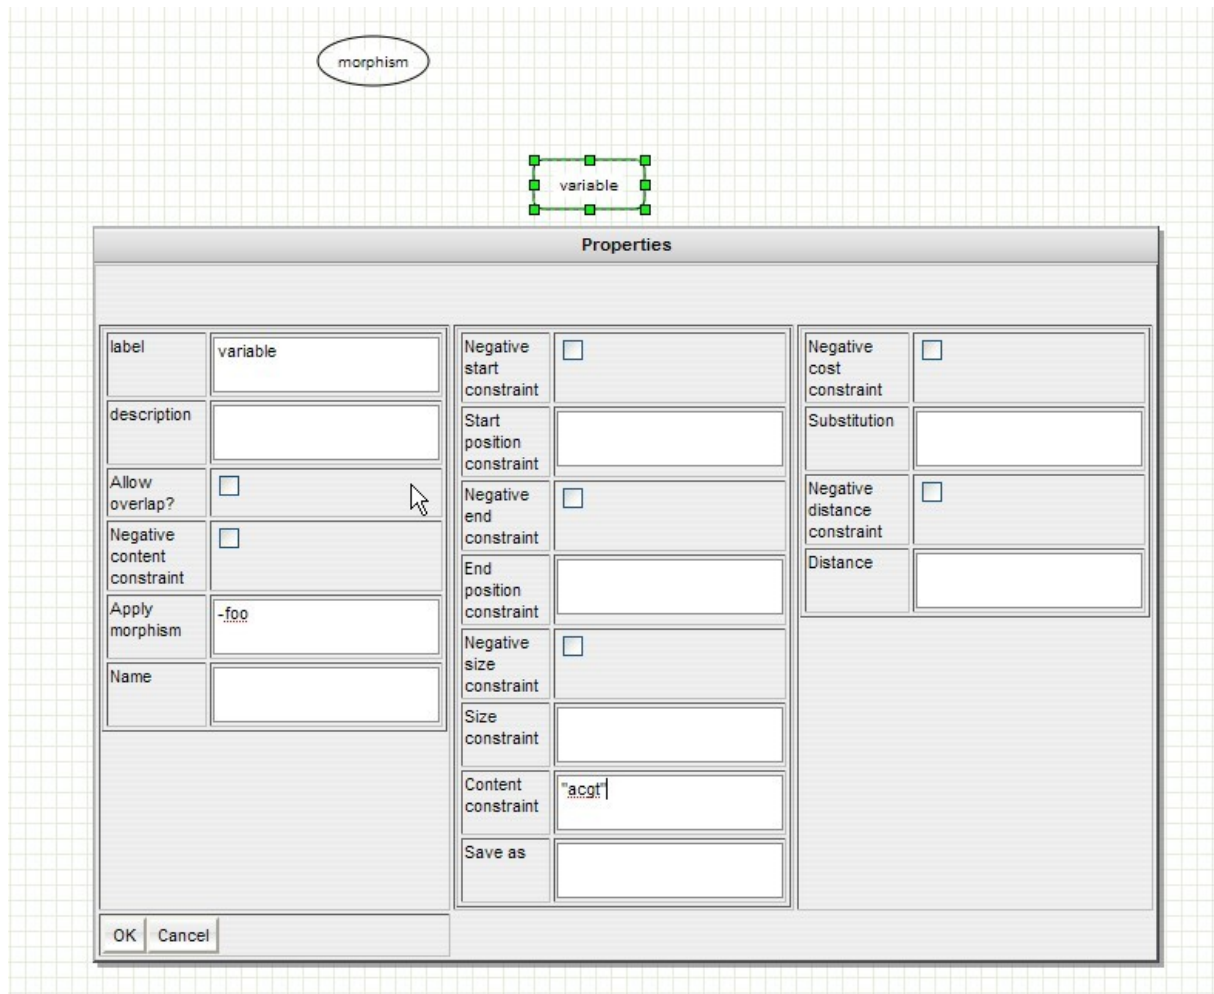 morphism
variable
Properties
label
variable
description
Allow
overlap?
Negative
content
constraint
Apply
morphism
-foo
Name
Negative
start
constraint
Start
position
constraint
Negative
end
constraint
End
position
constraint
Negative
size
constraint
Size
constraint
Content
constraint
"acgt"
Save as
Negative
cost
constraint
Substitution
Negative
distance
constraint
Distance
OK Cancel